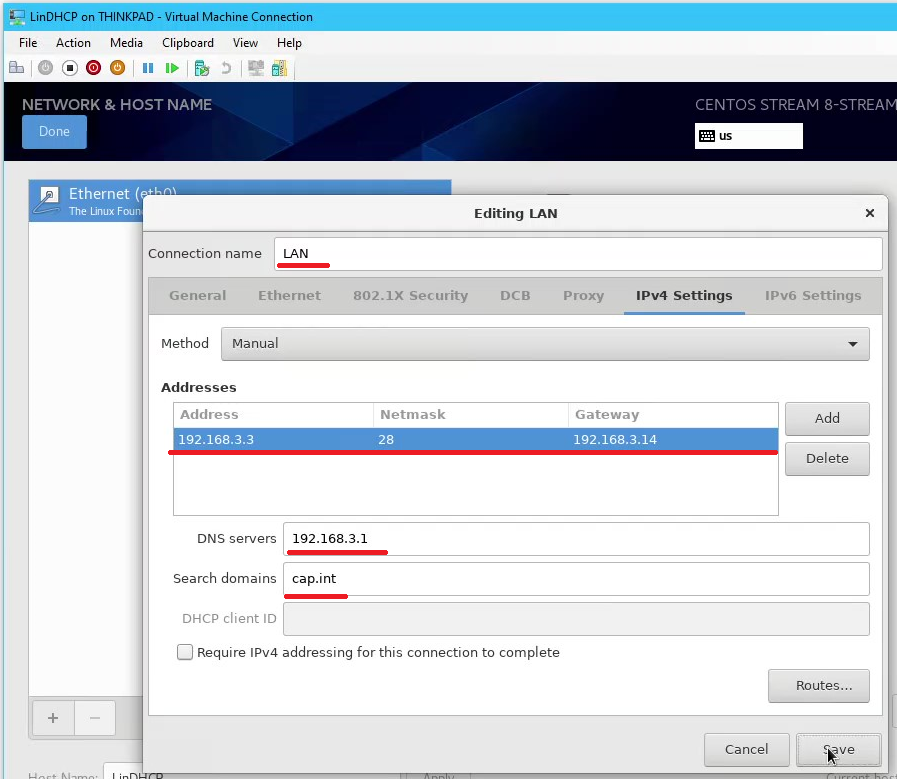 LinDHCP on THINKPAD - Virtual Machine Connection
File Action Media Clipboard View Help
NETWORK & HOST NAME
CENTOS STREAM 8-STREAM
Done
us
Ethernet (eth0)
The Linux Foun
Editing LAN
Connection name LAN
General Ethernet 802.1X Security DCB Proxy IPv4 Settings IPv6 Settings
Method Manual
Addresses
Address Netmask Gateway
192.168.3.3 28 192.168.3.14
Add
Delete
DNS servers 192.168.3.1
Search domains cap.int
DHCP client ID
Require IPv4 addressing for this connection to complete
Routes...
Cancel Save
Host Name: LinDHCP Apply Current host